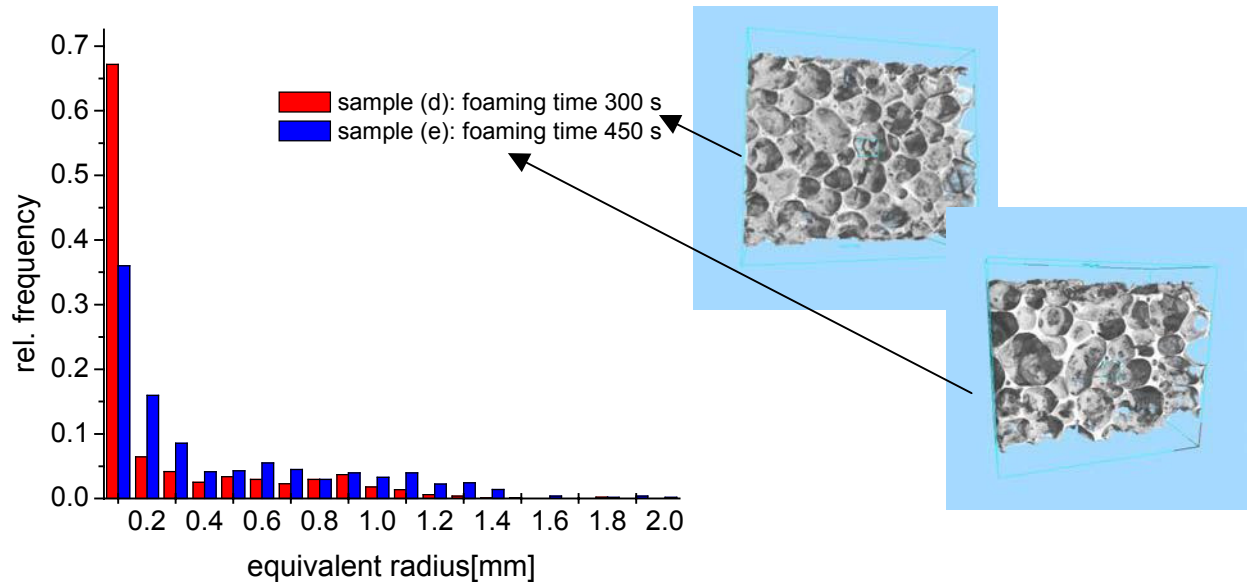 0.7
0.6
0.5
0.4
0.3
0.2
0.1
0.0
rel. frequency
sample (d): foaming time 300 s
sample (e): foaming time 450 s
0.2 0.4 0.6 0.8 1.0 1.2 1.4 1.6 1.8 2.0
equivalent radius[mm]